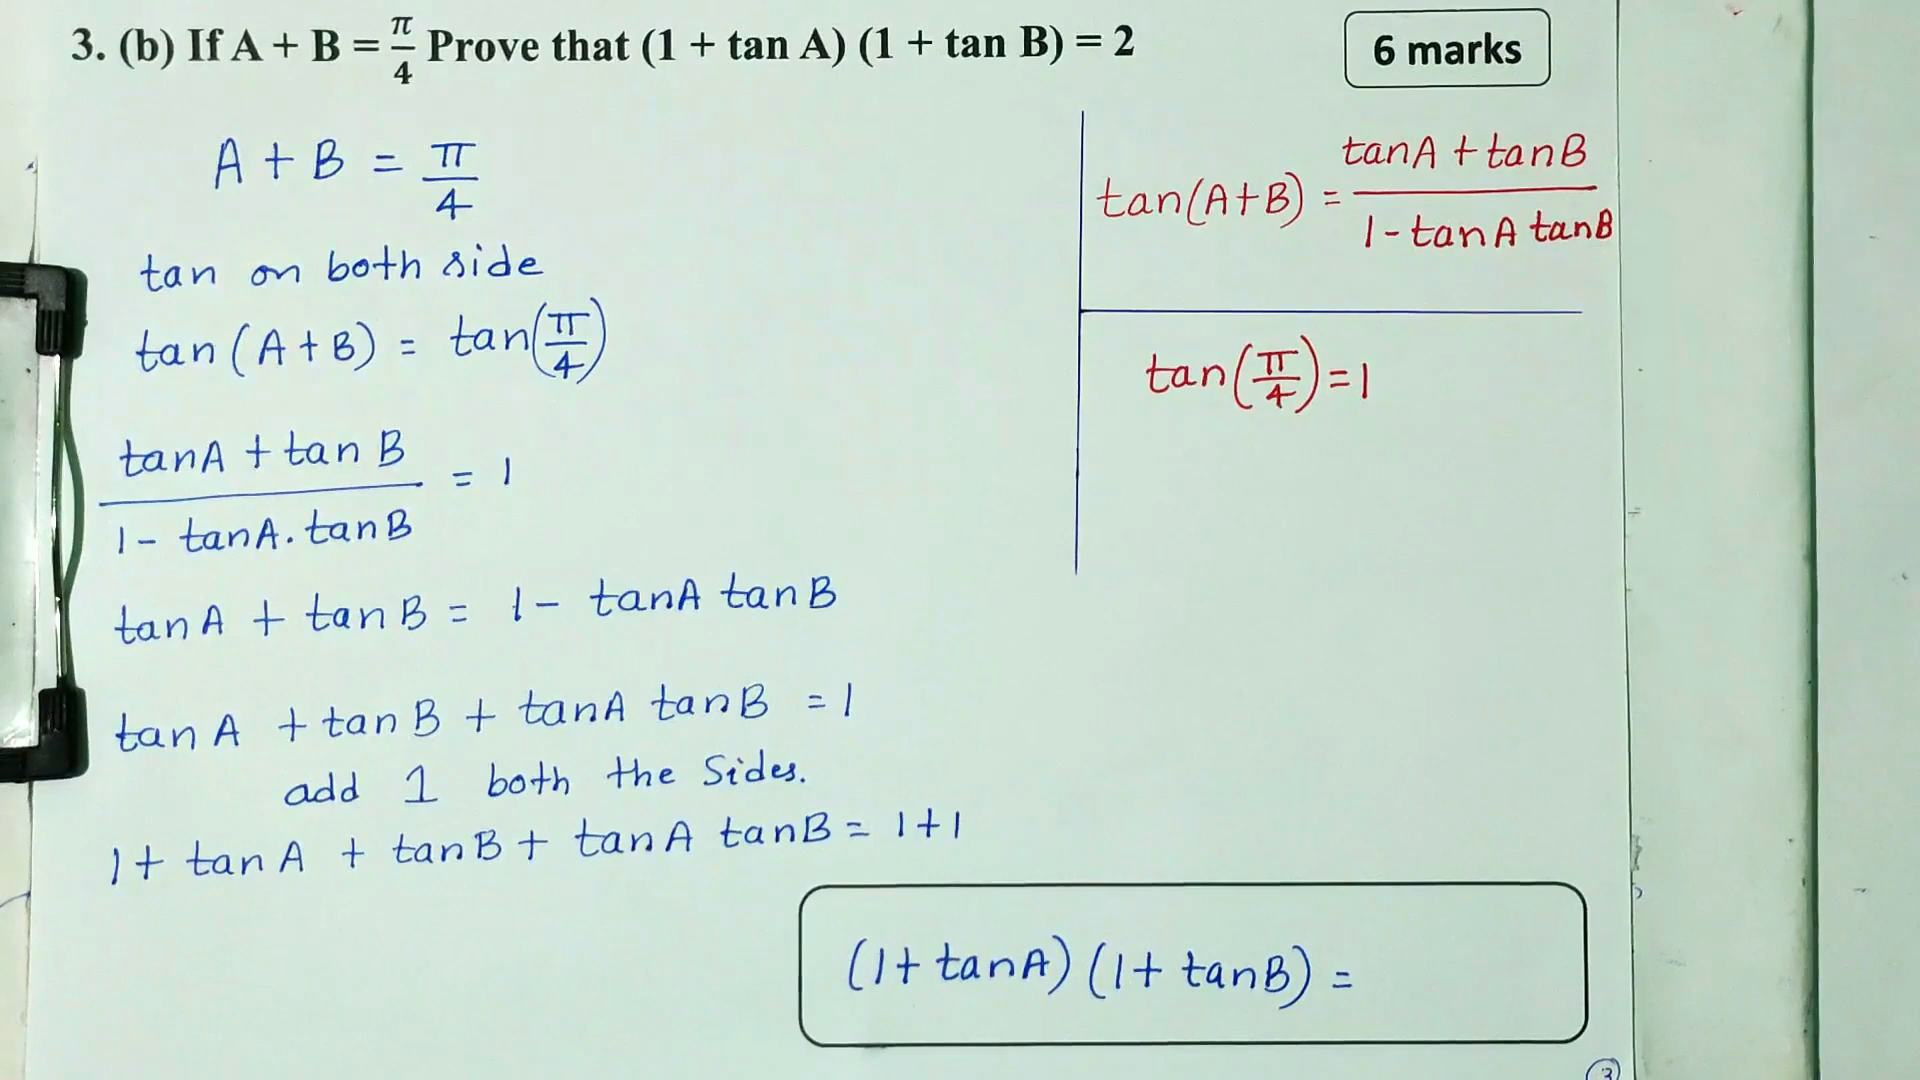 3. (b) If A + B = π/4 Prove that (1 + tan A) (1 + tan B) = 2
6 marks
A + B = π/4
tan on both side
tan (A + B) = tan(π/4)
tanA + tan B / 1 - tanA. tanB = 1
tan A + tan B = 1 - tanA tan B
tan A + tan B + tanA tanB = 1
add 1 both the Sides.
1 + tan A + tanB + tan A tanB = 1+1
tan(A+B) = tanA + tanB / 1 - tanA tanB
tan(π/4) = 1
(1 + tanA) (1 + tanB) =
3